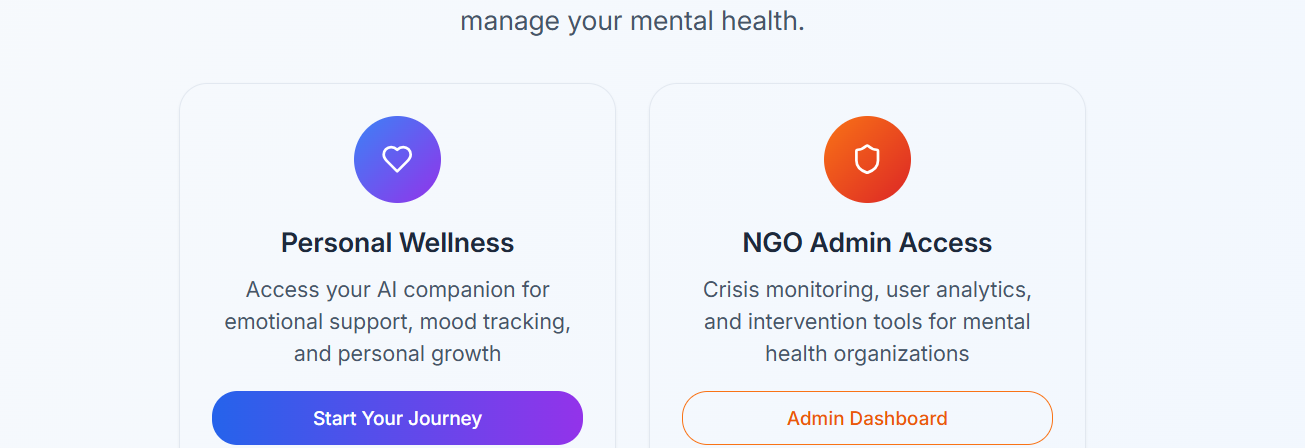 manage your mental health.
Personal Wellness
Access your AI companion for
emotional support, mood tracking,
and personal growth
Start Your Journey
NGO Admin Access
Crisis monitoring, user analytics,
and intervention tools for mental
health organizations
Admin Dashboard